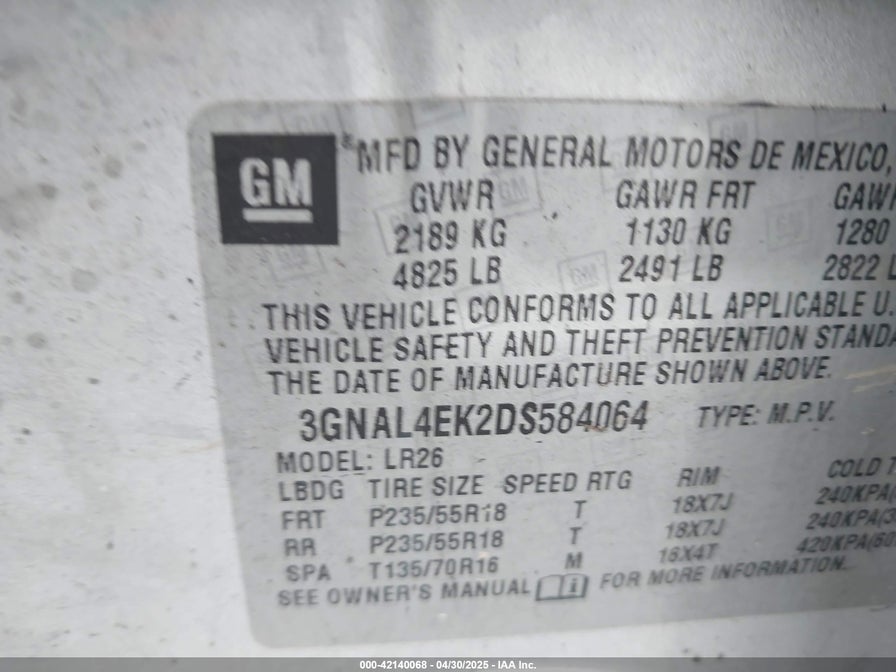 GM
®MFD BY GENERAL MOTORS DE MEXICO,
GVWR GAWR FRT
2189 KG 1130 KG 1280
4825 LB 2491 LB 2822
THIS VEHICLE CONFORMS TO ALL APPLICABLE U.
VEHICLE SAFETY AND THEFT PREVENTION
THE DATE OF MANUFACTURE SHOWN ABOVE.
3GNAL4EK2DS584064 TYPE: M.P.V.
MODEL: LR26
LBDG TIRE SIZE SPEED RTG RIM COLD
FRT P235/55R18 T 18X7J 240KPA
RR P235/55R18 T 18X7J 240KPA
SPA T135/70R16 M 16X4T 420KPA(60
SEE OWNER'S MANUAL FOR MORE INFORMATION.
000-42140068 - 04/30/2025 - IAA Inc.